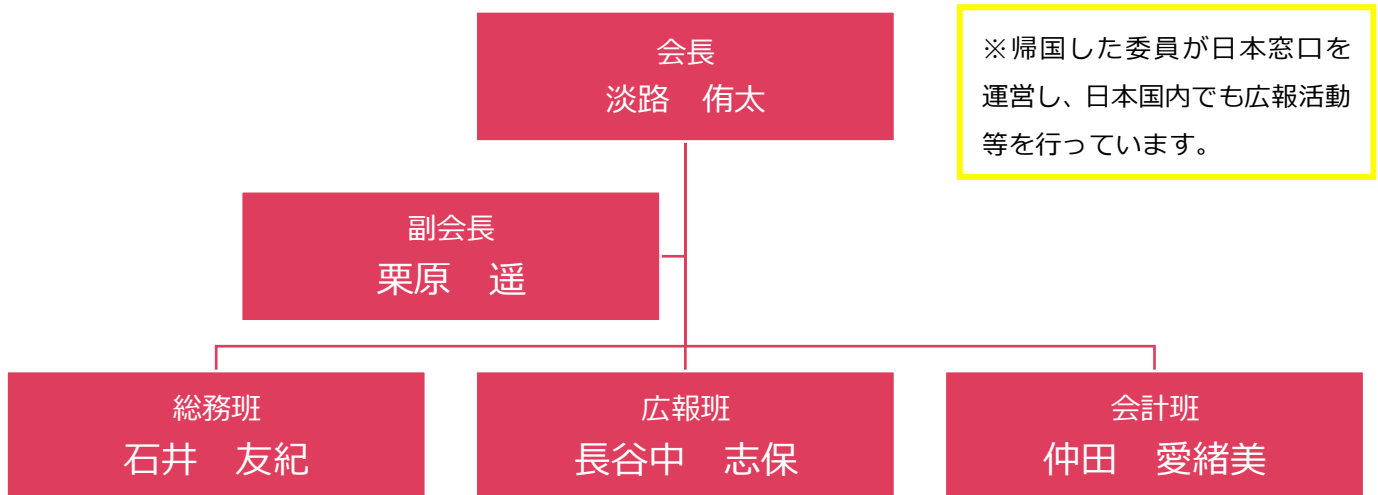 会長
淡路　侑太
※帰国した委員が日本窓口を
運営し、日本国内でも広報活動
等を行っています。
副会長
栗原　遥
総務班
石井　友紀
広報班
長谷中　志保
会計班
仲田　愛緒美